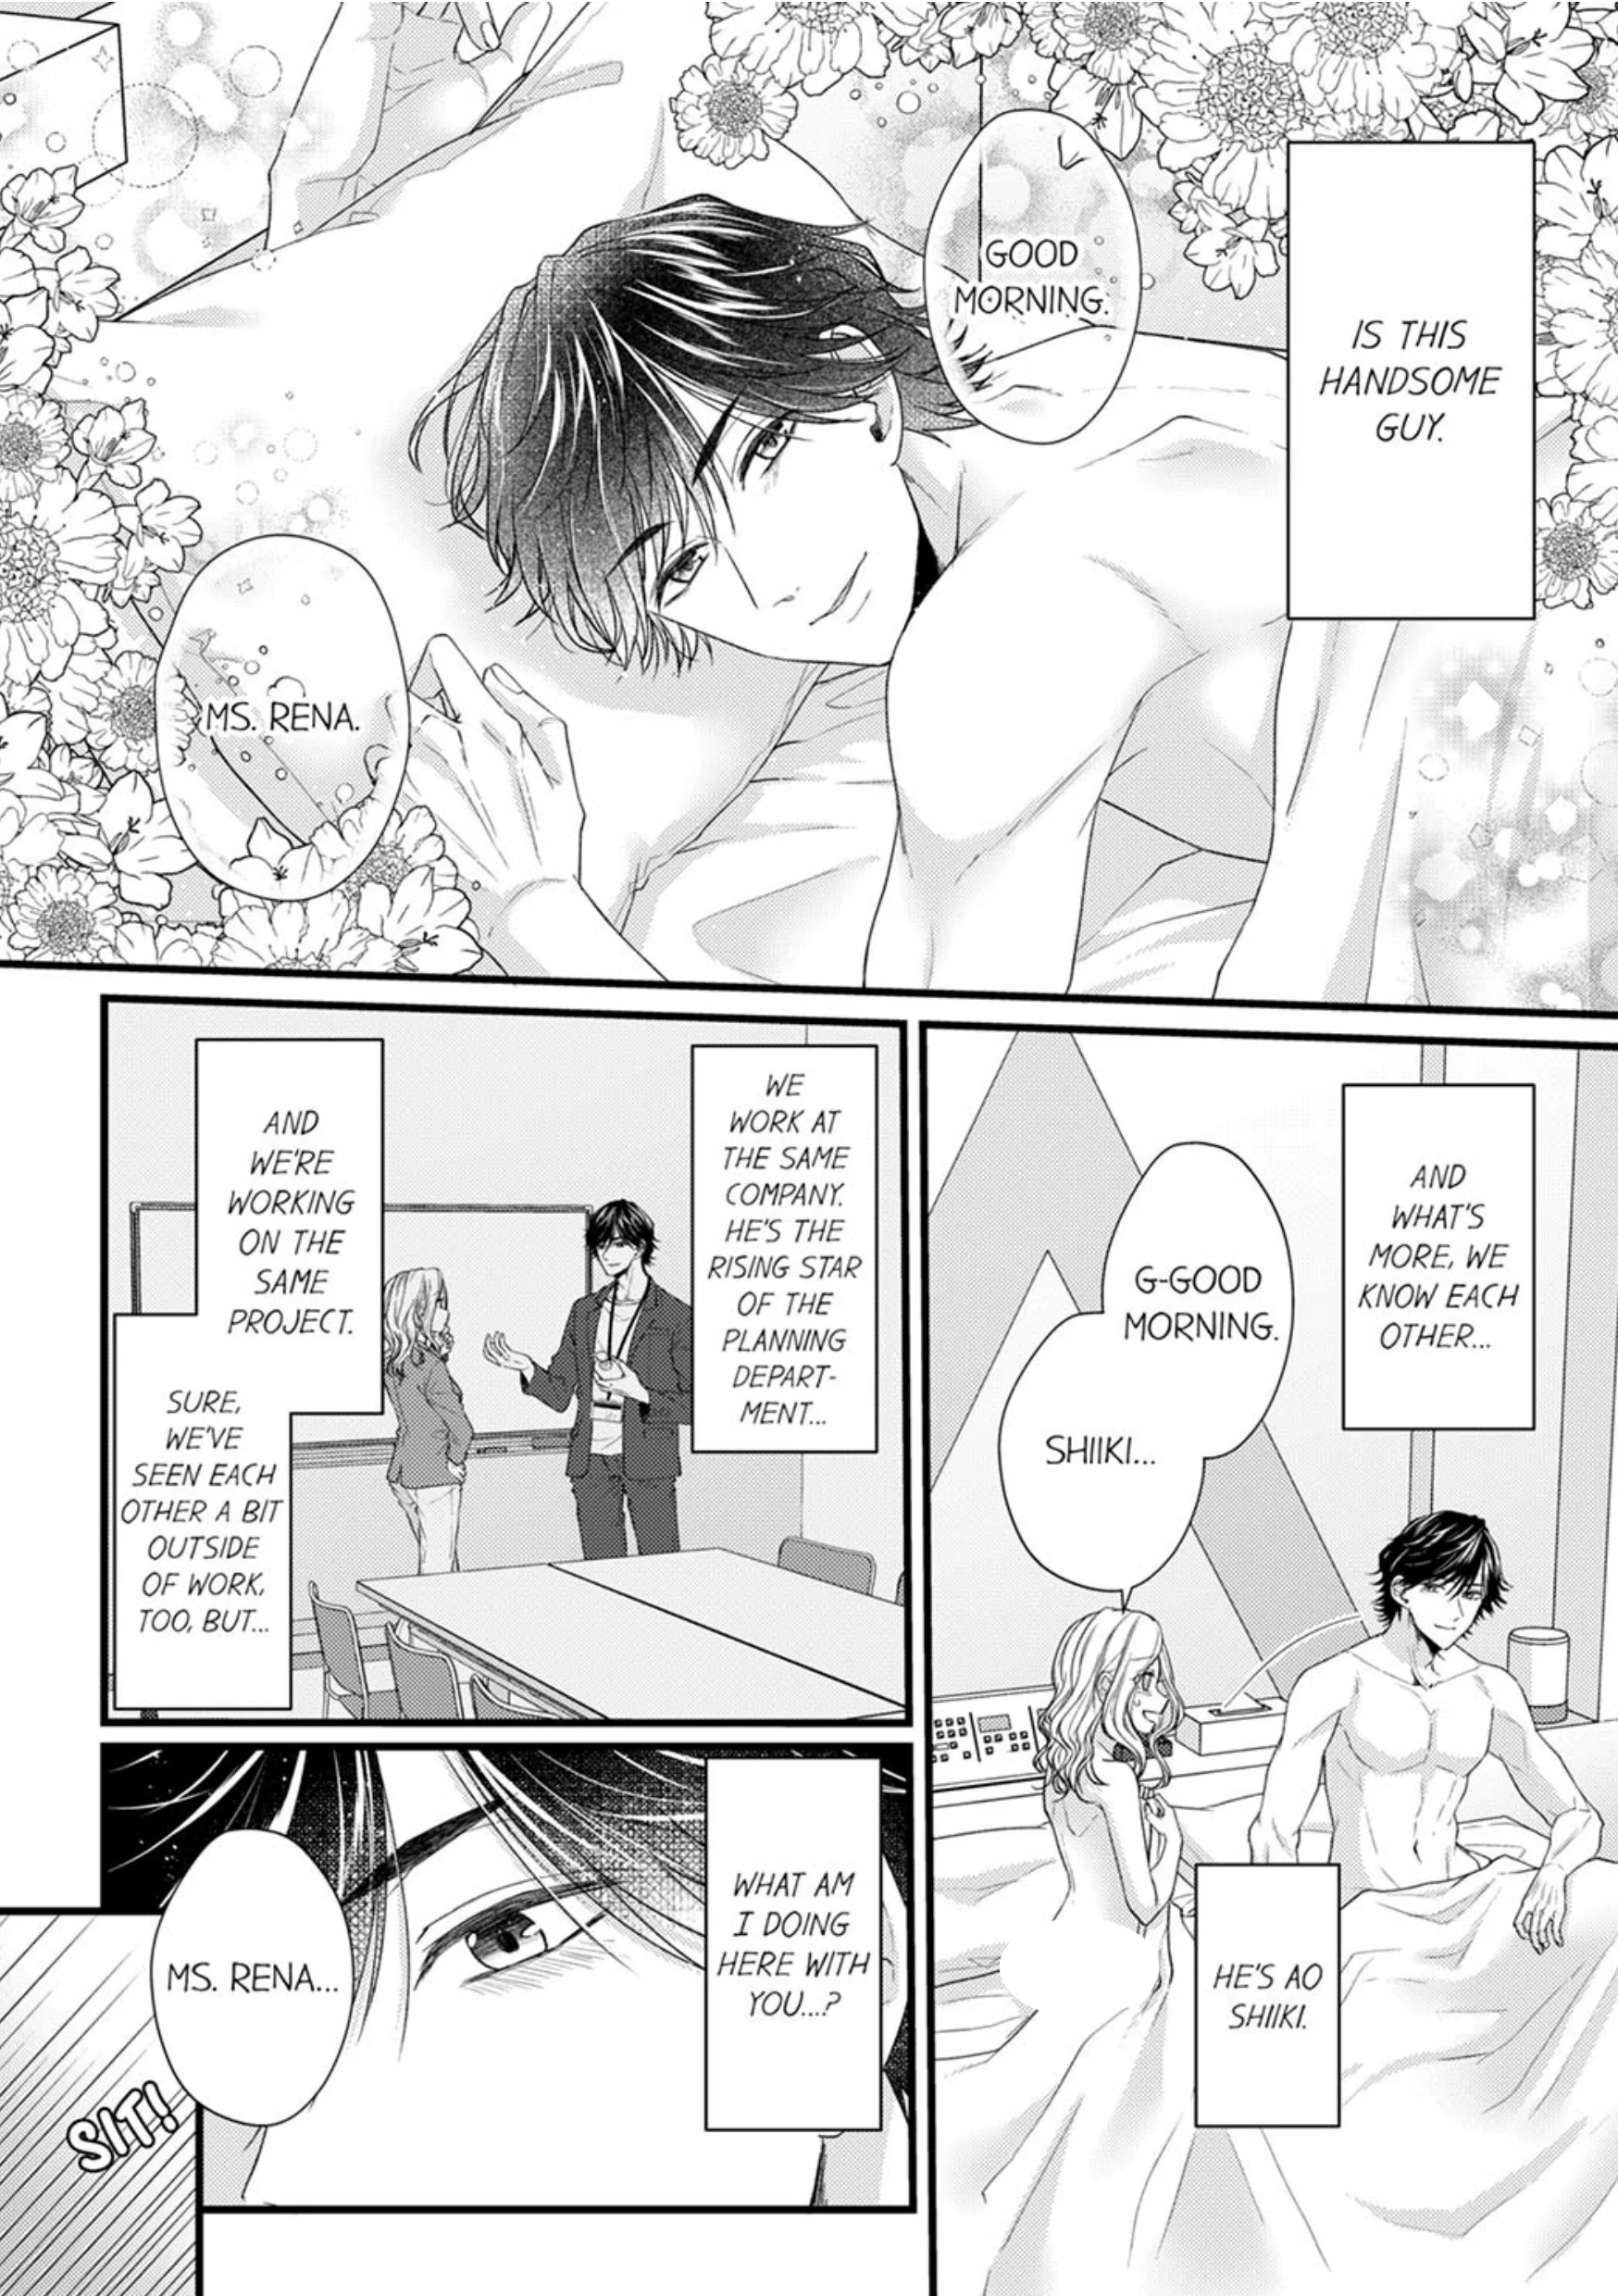 IS THIS
HANDSOME
GUY.
GOOD
MORNING.
MS. RENA.
AND
WHAT'S
MORE, WE
KNOW EACH
OTHER...
G-GOOD
MORNING.
SHIIKI...
HE'S AO
SHIIKI.
WE
WORK AT
THE SAME
COMPANY.
HE'S THE
RISING STAR
OF THE
PLANNING
DEPART-
MENT...
AND
WE'RE
WORKING
ON THE
SAME
PROJECT.
SURE,
WE'VE
SEEN EACH
OTHER A BIT
OUTSIDE
OF WORK,
TOO, BUT...
WHAT AM
I DOING
HERE WITH
YOU...?
MS. RENA...
SIT!